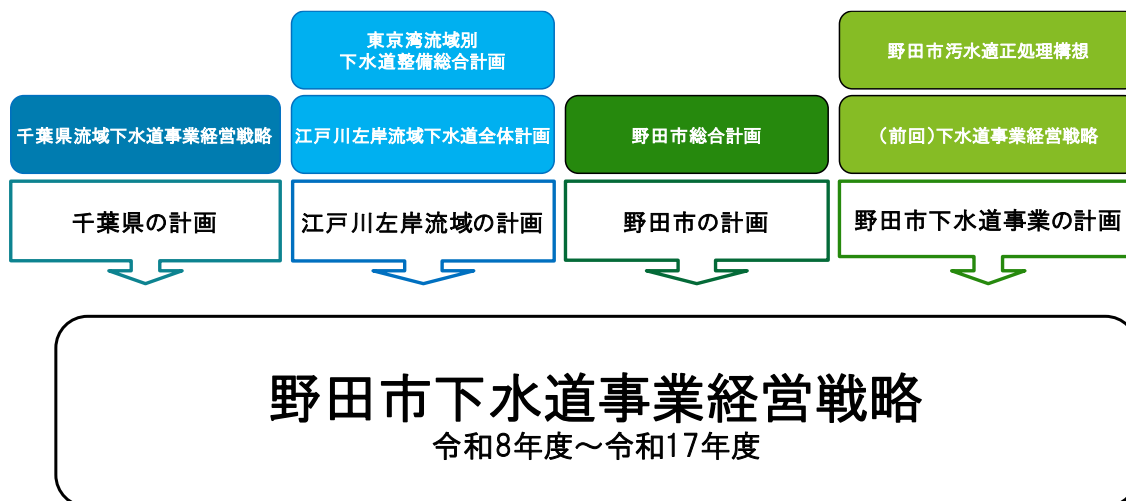 東京湾流域別
下水道整備総合計画
野田市汚水適正処理構想
千葉県流域下水道事業経営戦略
江戸川左岸流域下水道全体計画
野田市総合計画
（前回）下水道事業経営戦略
千葉県の計画
江戸川左岸流域の計画
野田市の計画
野田市下水道事業の計画
野田市下水道事業経営戦略
令和8年度～令和17年度